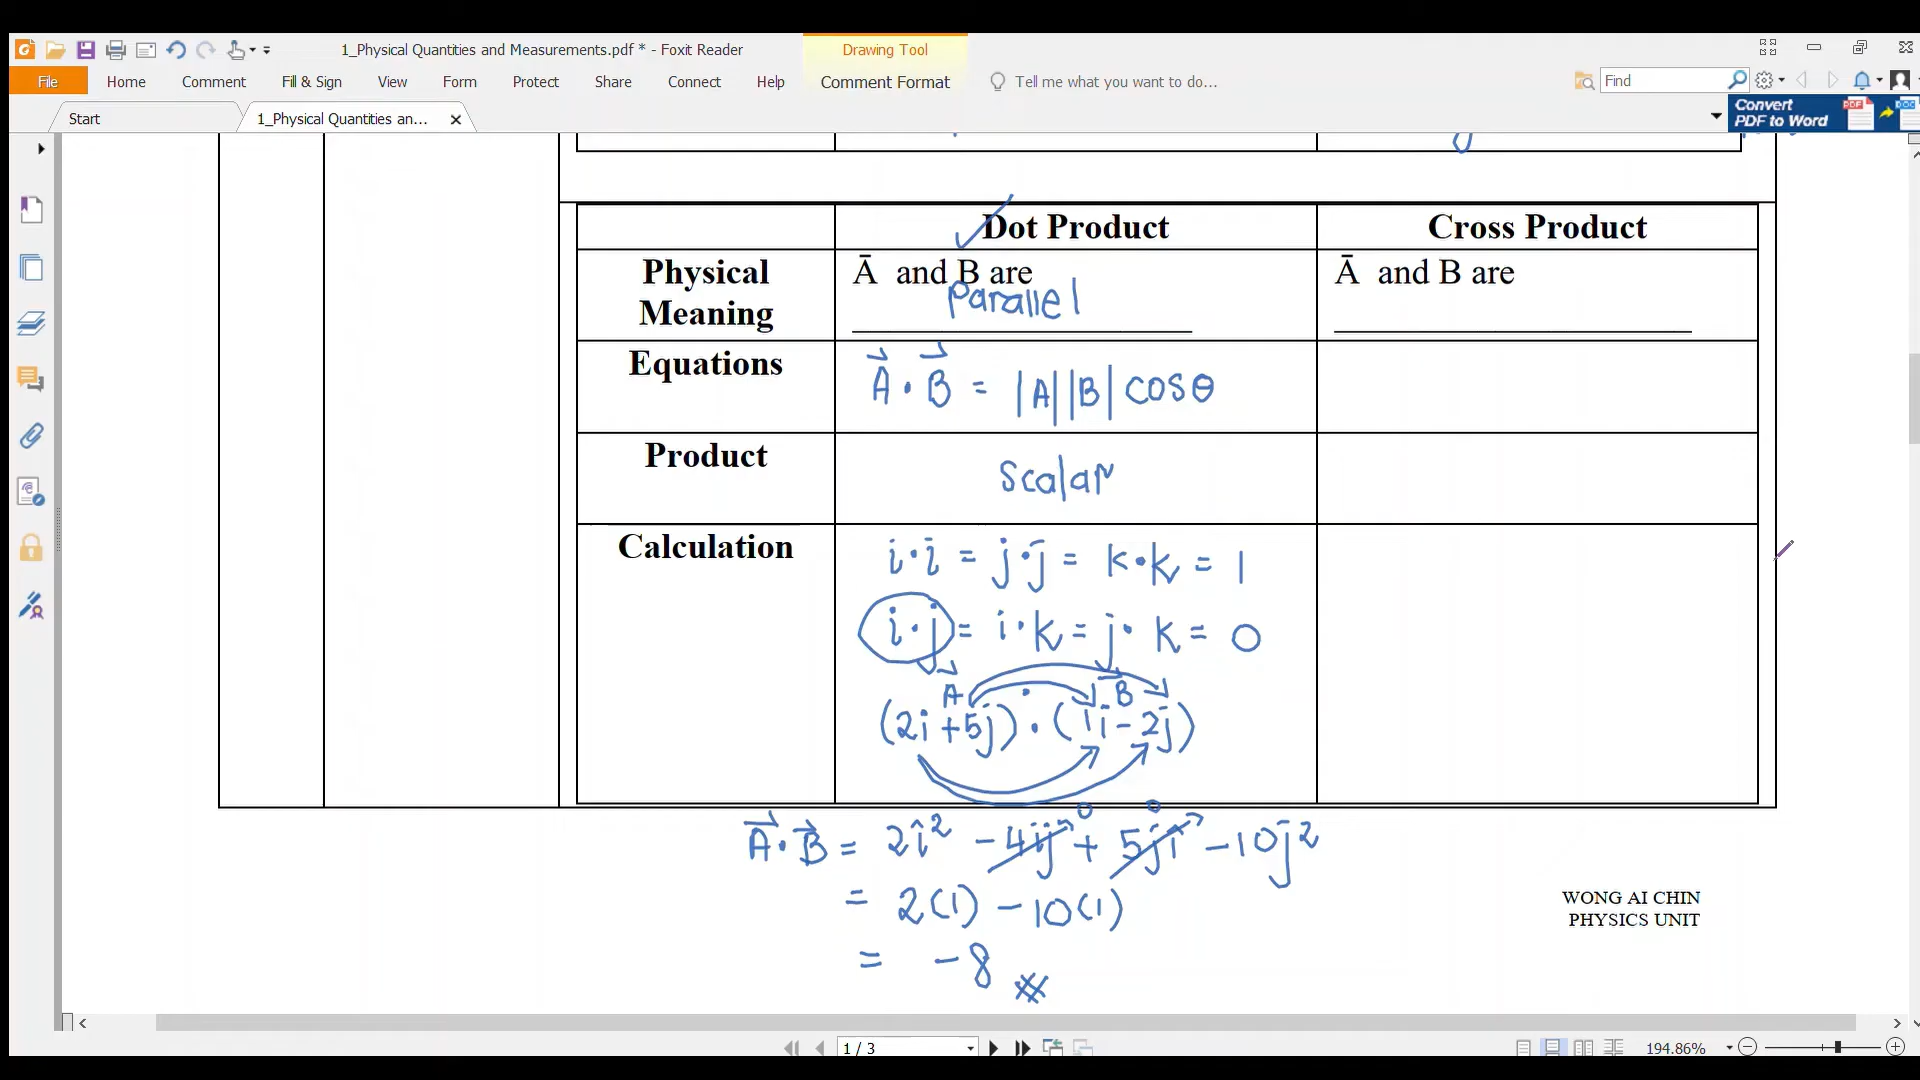 1_Physical Quantities and Measurements.pdf * - Foxit Reader
Drawing Tool
File Home Comment Fill & Sign View Form Protect Share Connect Help Comment Format Tell me what you want to do... Find
Start 1_Physical Quantities an...
Convert
PDF to Word
PDF DOC
Dot Product Cross Product
Physical Meaning
Ā and B are parallel
Ā and B are
Equations
A⃗ · B⃗ = |A||B| cosθ
Product
Scalar
Calculation
i · i = j · j = k · k = 1
i · j = i · k = j · k = 0
A⃗ · B⃗
(2i + 5j) · (1i - 2j)
A⃗ · B⃗ = 2i² - 4ij 0 + 5ji 0 - 10j²
= 2(1) - 10(1)
= -8
WONG AI CHIN
PHYSICS UNIT
1 / 3
194.86%